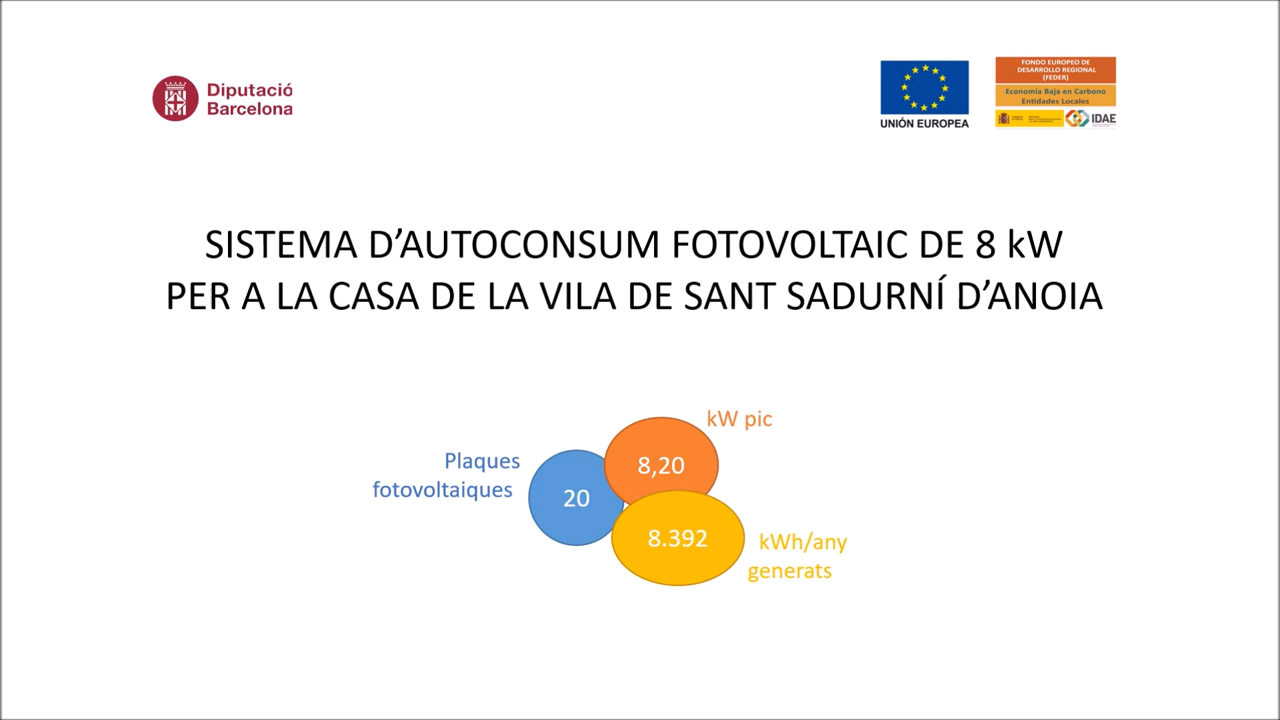 Diputació
Barcelona
UNIÓN EUROPEA
FONDO EUROPEO DE
DESARROLLO REGIONAL
(FEDER)
Economía Baja en Carbono
Entidades Locales
IDAE
SISTEMA D’AUTOCONSUM FOTOVOLTAIC DE 8 kW
PER A LA CASA DE LA VILA DE SANT SADURNÍ D’ANOIA
kW pic
8,20
Plaques
fotovoltaiques
20
8.392
kWh/any
generats